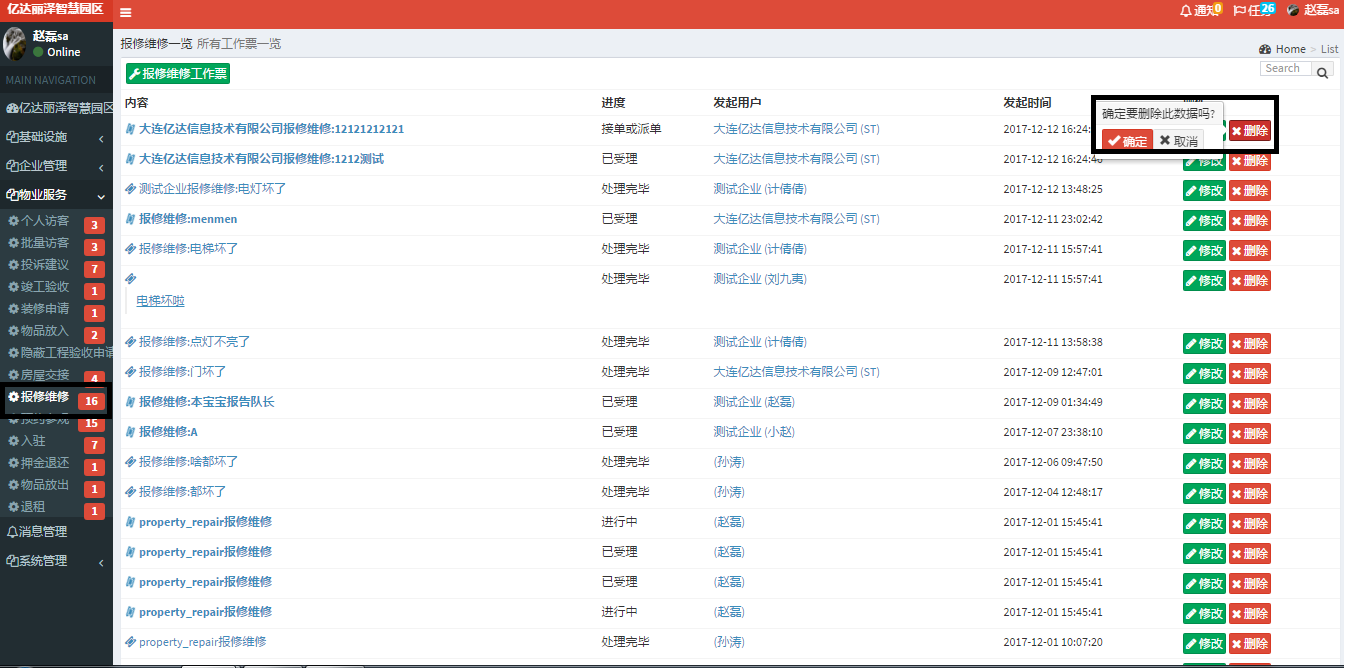 亿达丽泽智慧园区
通知 0
任务 26
赵磊sa
赵磊sa
Online
MAIN NAVIGATION
亿达丽泽智慧园区
基础设施
企业管理
物业服务
个人访客 3
批量访客 3
投诉建议 7
竣工验收 1
装修申请 1
物品放入 2
隐蔽工程验收申请
房屋交接 4
报修维修 16
15
入驻 7
押金退还 1
物品放出 1
退租 1
消息管理
系统管理
报修维修一览 所有工作票一览
Home > List
报修维修工作票
Search
内容 进度 发起用户 发起时间
确定要删除此数据吗?
确定 取消
大连亿达信息技术有限公司报修维修:12121212121 接单或派单 大连亿达信息技术有限公司 (ST) 2017-12-12 16:24: 删除
大连亿达信息技术有限公司报修维修:1212测试 已受理 大连亿达信息技术有限公司 (ST) 2017-12-12 16:24:40 修改 删除
测试企业报修维修:电灯坏了 处理完毕 测试企业 (计倩倩) 2017-12-12 13:48:25 修改 删除
报修维修:menmen 已受理 大连亿达信息技术有限公司 (ST) 2017-12-11 23:02:42 修改 删除
报修维修:电梯坏了 处理完毕 测试企业 (计倩倩) 2017-12-11 15:57:41 修改 删除
处理完毕 测试企业 (刘九夷) 2017-12-11 15:57:41 修改 删除
电梯坏啦
报修维修:点灯不亮了 处理完毕 测试企业 (计倩倩) 2017-12-11 13:58:38 修改 删除
报修维修:门坏了 处理完毕 大连亿达信息技术有限公司 (ST) 2017-12-09 12:47:01 修改 删除
报修维修:本宝宝报告队长 已受理 测试企业 (赵磊) 2017-12-09 01:34:49 修改 删除
报修维修:A 已受理 测试企业 (小赵) 2017-12-07 23:38:10 修改 删除
报修维修:啥都坏了 处理完毕 (孙涛) 2017-12-06 09:47:50 修改 删除
报修维修:都坏了 处理完毕 (孙涛) 2017-12-04 12:48:17 修改 删除
property_repair报修维修 进行中 (赵磊) 2017-12-01 15:45:41 修改 删除
property_repair报修维修 已受理 (赵磊) 2017-12-01 15:45:41 修改 删除
property_repair报修维修 已受理 (赵磊) 2017-12-01 15:45:41 修改 删除
property_repair报修维修 进行中 (赵磊) 2017-12-01 15:45:41 修改 删除
property_repair报修维修 处理完毕 (孙涛) 2017-12-01 10:07:20 修改 删除